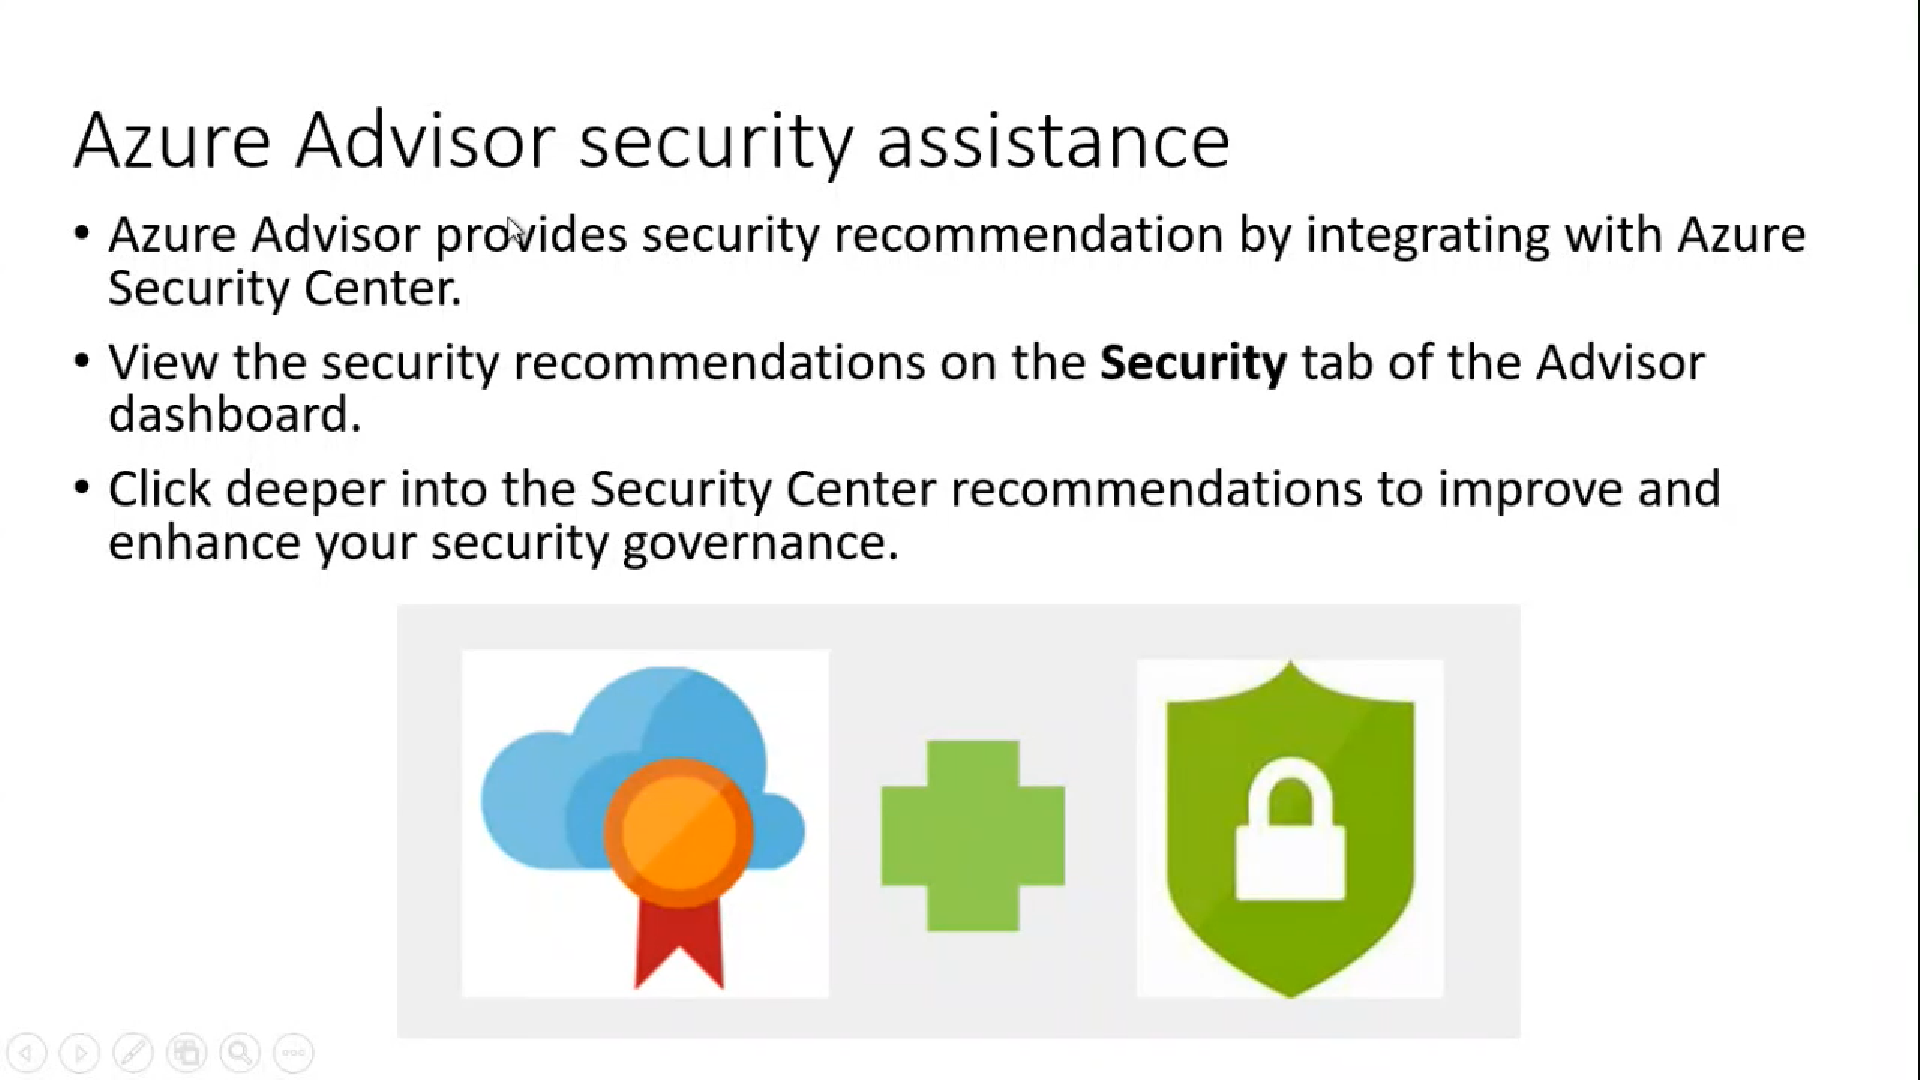 Azure Advisor security assistance
• Azure Advisor provides security recommendation by integrating with Azure
Security Center.
• View the security recommendations on the Security tab of the Advisor
dashboard.
• Click deeper into the Security Center recommendations to improve and
enhance your security governance.